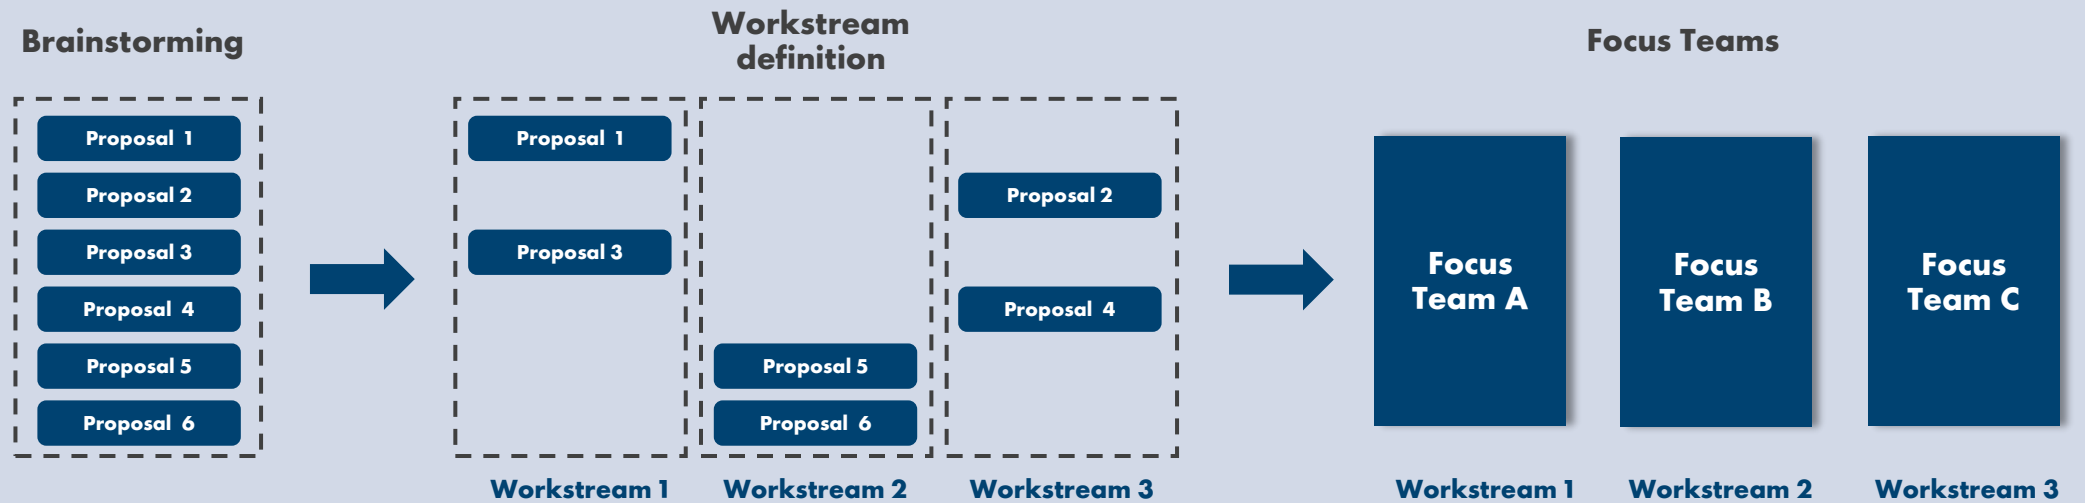 Brainstorming
Proposal 1
Proposal 2
Proposal 3
Proposal 4
Proposal 5
Proposal 6
Workstream
definition
Proposal 1
Proposal 3
Workstream 1
Proposal 5
Proposal 6
Workstream 2
Proposal 2
Proposal 4
Workstream 3
Focus Teams
Focus
Team A
Workstream 1
Focus
Team B
Workstream 2
Focus
Team C
Workstream 3